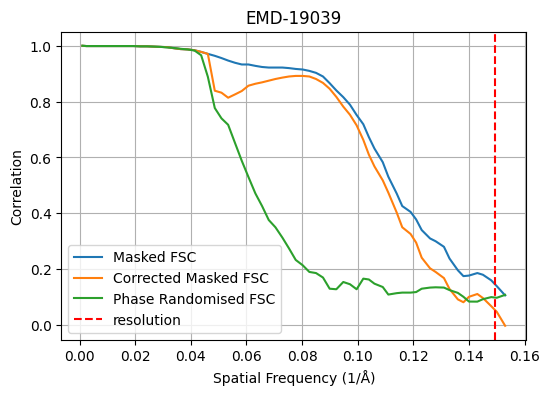 EMD-19039
1.0
0.8
0.6
0.4
0.2
0.0
Correlation
Masked FSC
Corrected Masked FSC
Phase Randomised FSC
resolution
0.00 0.02 0.04 0.06 0.08 0.10 0.12 0.14 0.16
Spatial Frequency (1/Å)